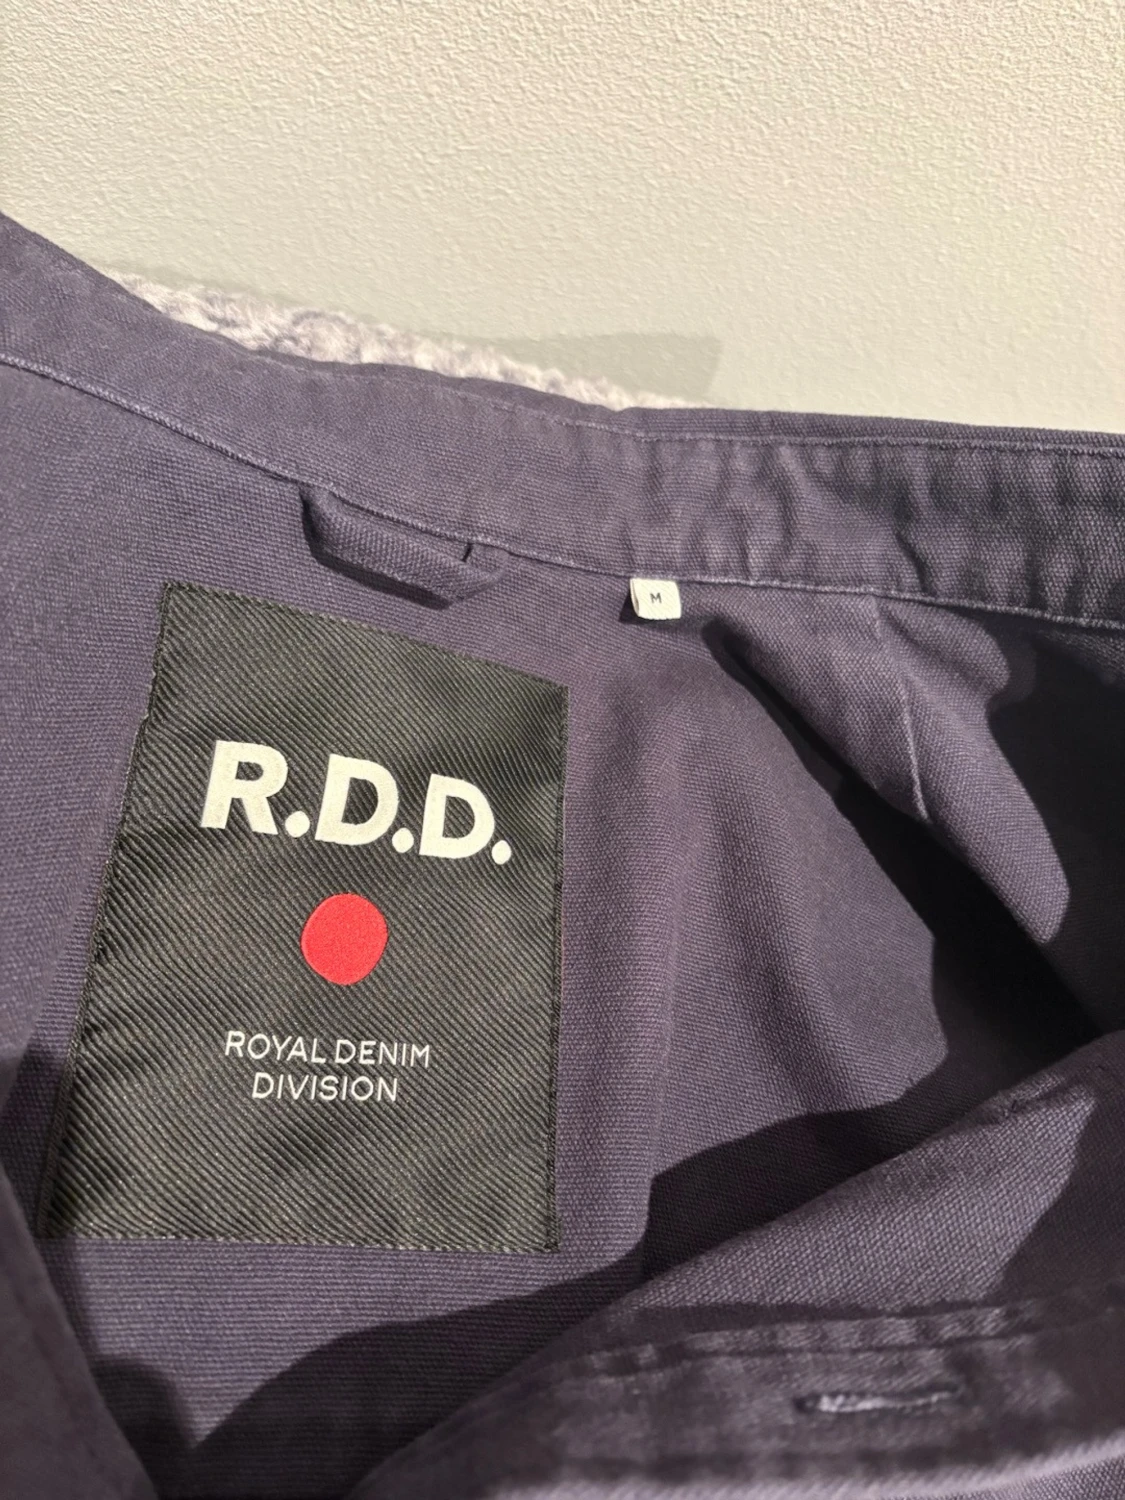 M
R.D.D.
ROYAL DENIM
DIVISION